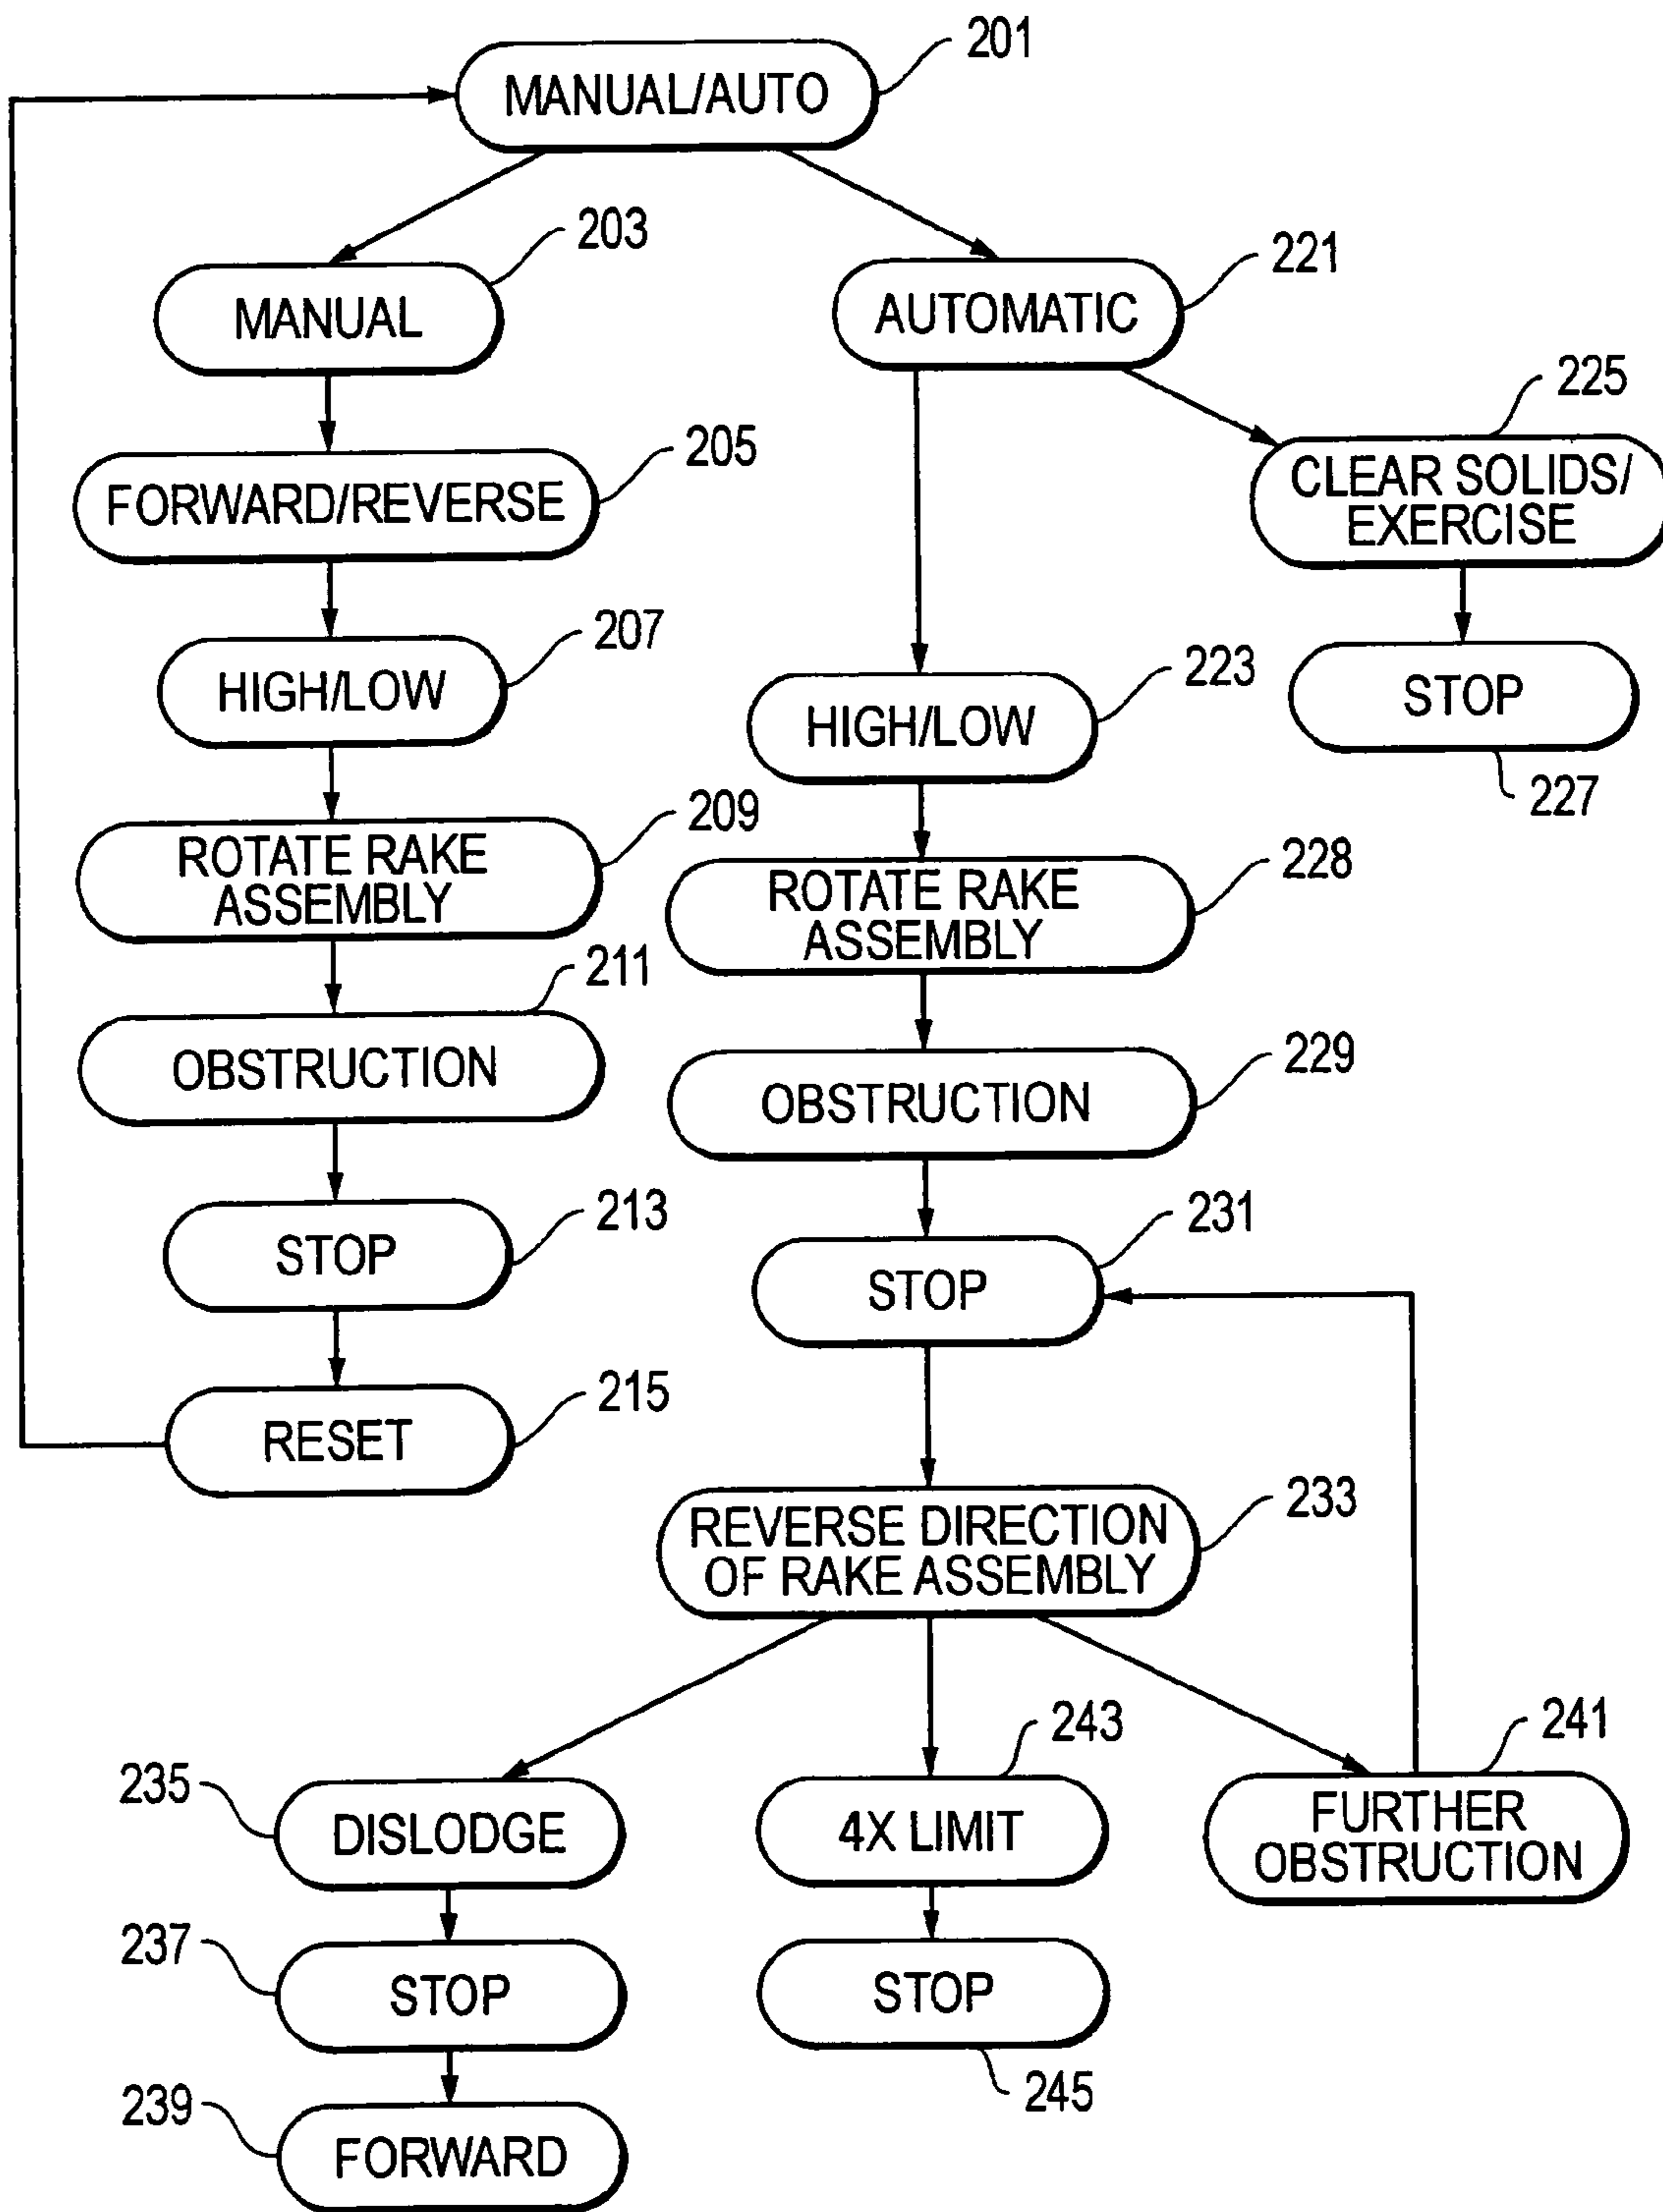 201
MANUAL/AUTO
203
MANUAL
205
FORWARD/REVERSE
207
HIGH/LOW
209
ROTATE RAKE
ASSEMBLY
211
OBSTRUCTION
213
STOP
215
RESET
221
AUTOMATIC
225
CLEAR SOLIDS/
EXERCISE
STOP
227
223
HIGH/LOW
228
ROTATE RAKE
ASSEMBLY
229
OBSTRUCTION
231
STOP
233
REVERSE DIRECTION
OF RAKE ASSEMBLY
235
DISLODGE
237
STOP
239
FORWARD
243
4X LIMIT
STOP
245
241
FURTHER
OBSTRUCTION